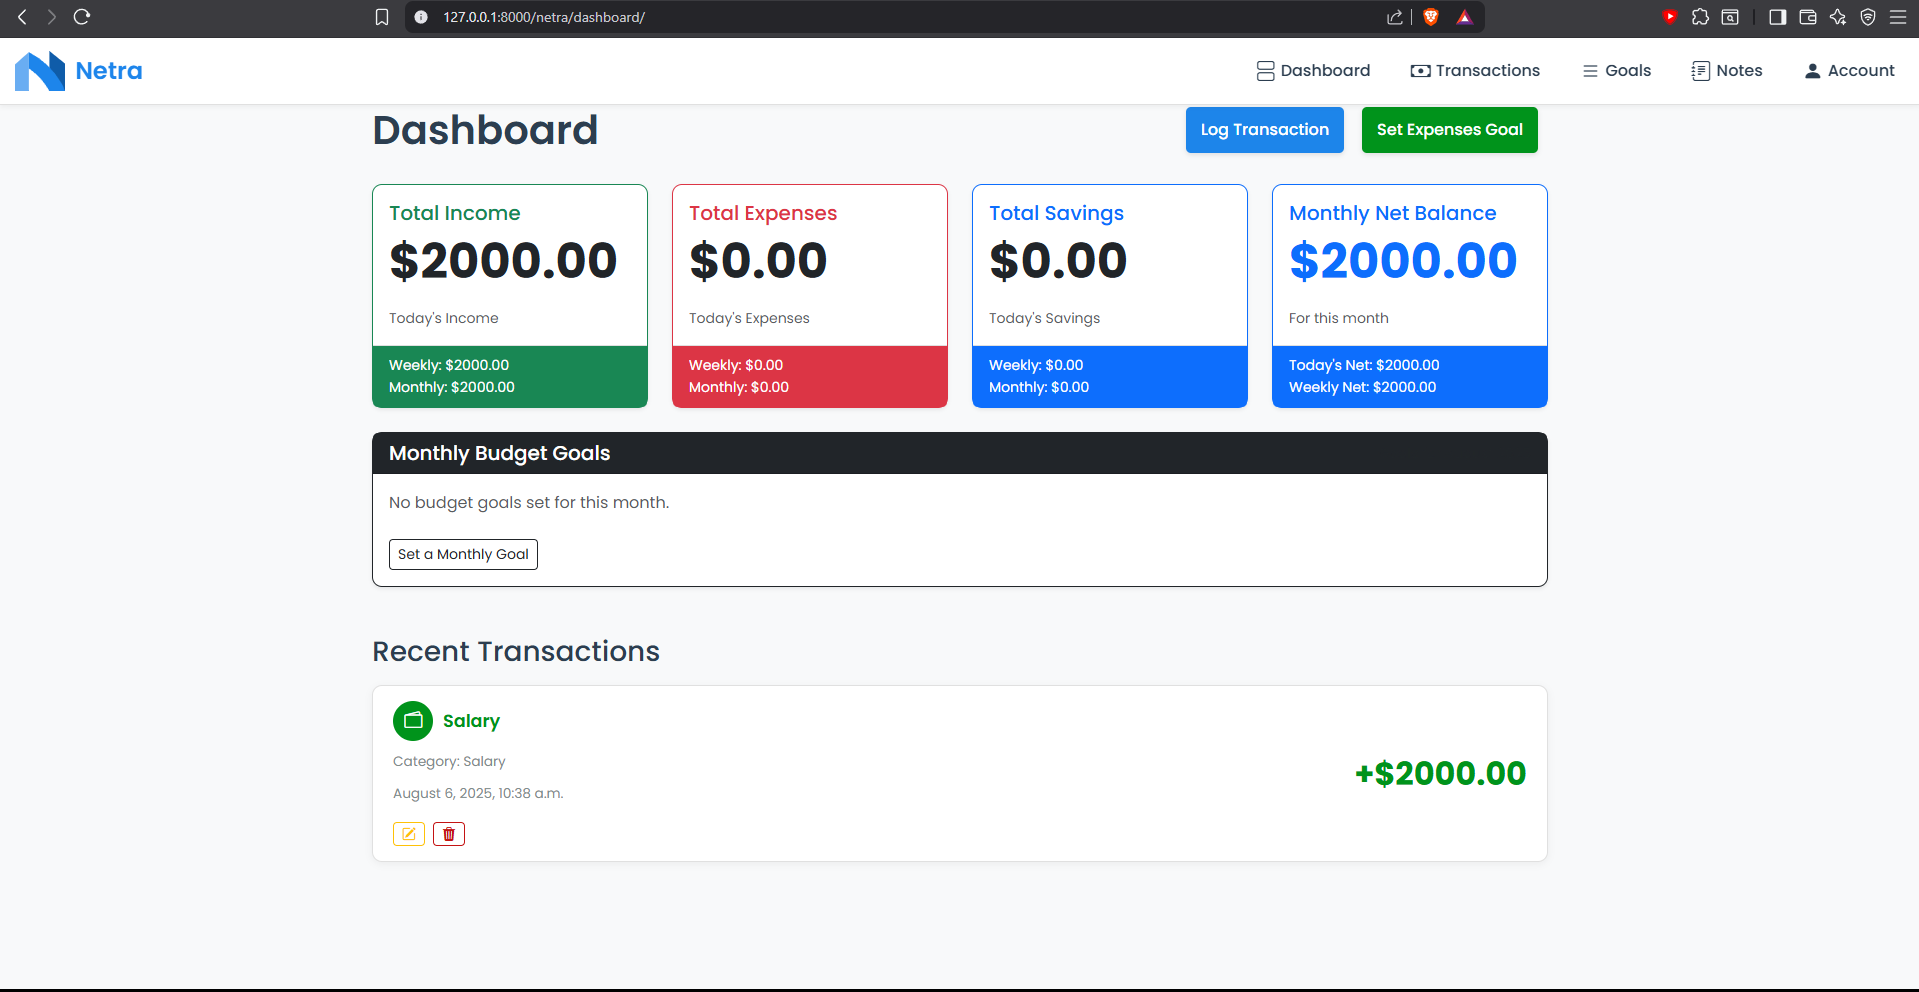 127.0.0.1:8000/netra/dashboard/
Netra
Dashboard
Transactions
Goals
Notes
Account
Dashboard
Log Transaction
Set Expenses Goal
Total Income
$2000.00
Today's Income
Weekly: $2000.00
Monthly: $2000.00
Total Expenses
$0.00
Today's Expenses
Weekly: $0.00
Monthly: $0.00
Total Savings
$0.00
Today's Savings
Weekly: $0.00
Monthly: $0.00
Monthly Net Balance
$2000.00
For this month
Today's Net: $2000.00
Weekly Net: $2000.00
Monthly Budget Goals
No budget goals set for this month.
Set a Monthly Goal
Recent Transactions
Salary
Category: Salary
August 6, 2025, 10:38 a.m.
+$2000.00